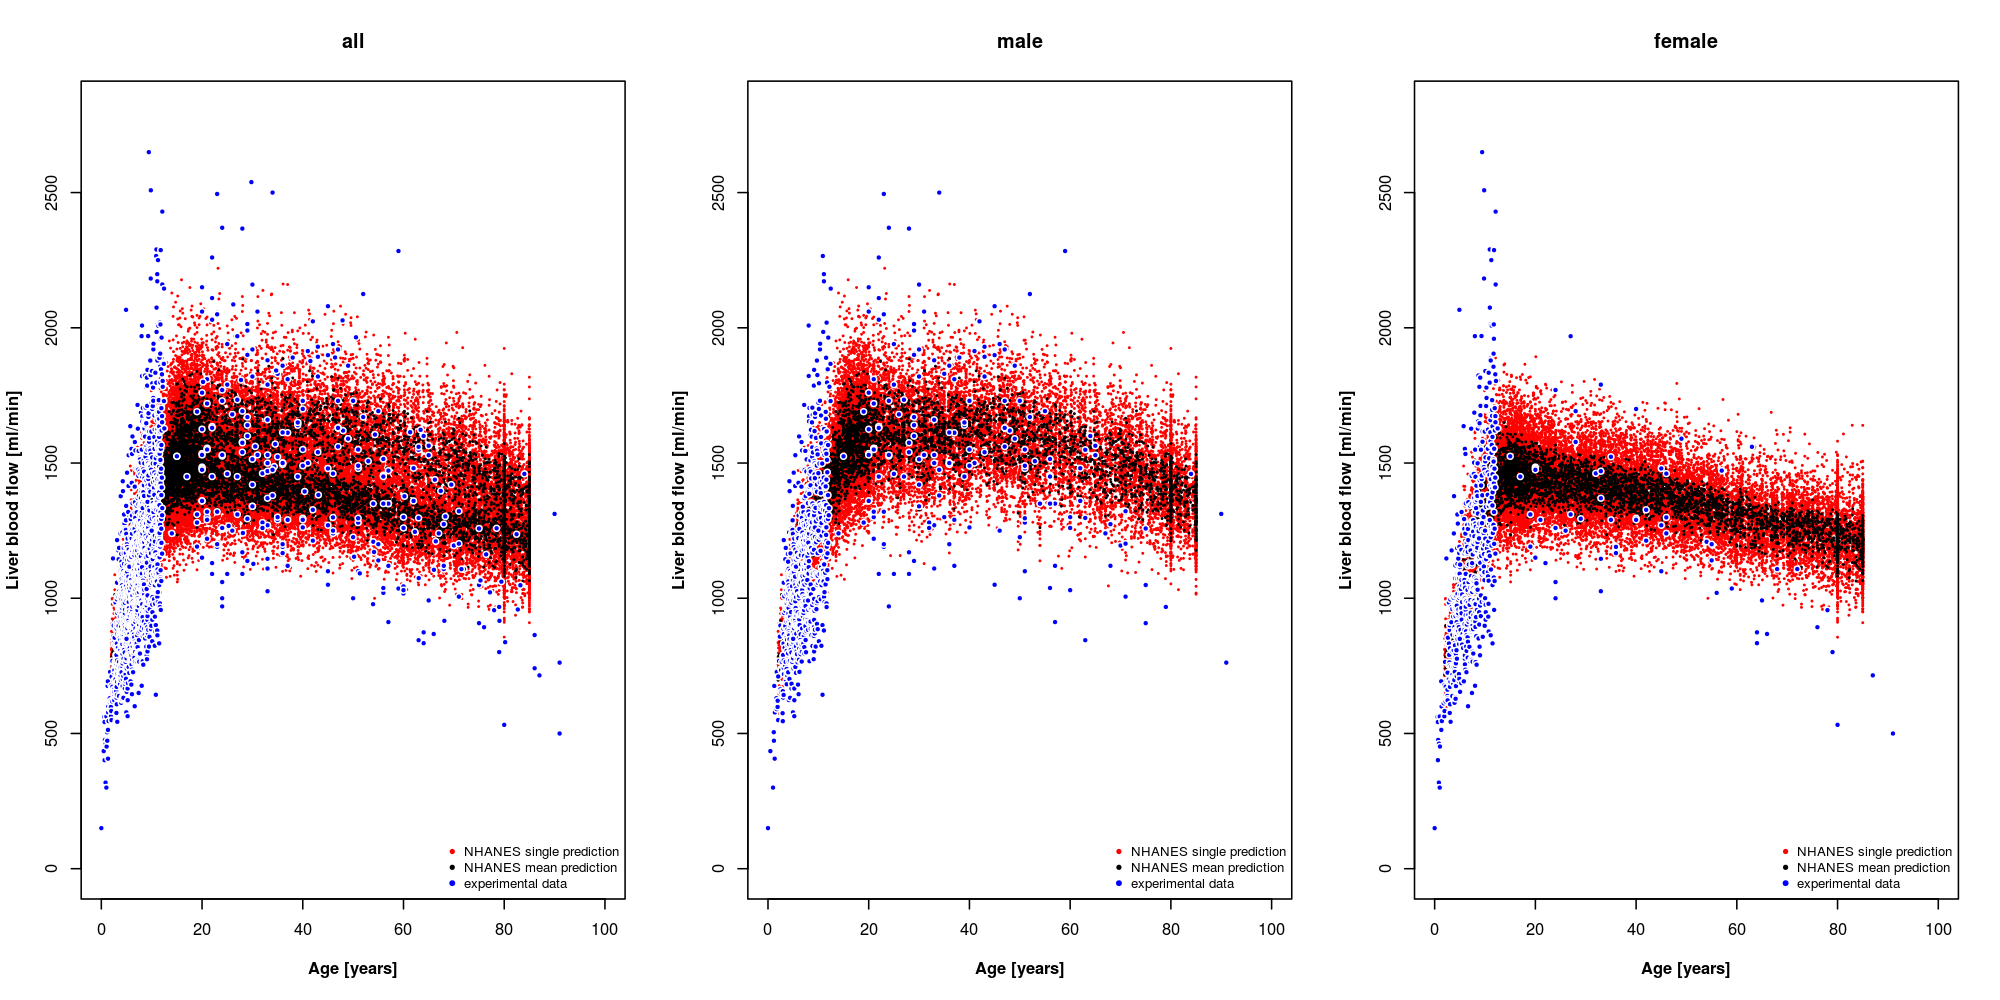 all
Liver blood flow [ml/min]
2500
2000
1500
1000
500
0
NHANES single prediction
NHANES mean prediction
experimental data
0 20 40 60 80 100
Age [years]
male
Liver blood flow [ml/min]
2500
2000
1500
1000
500
0
NHANES single prediction
NHANES mean prediction
experimental data
0 20 40 60 80 100
Age [years]
female
Liver blood flow [ml/min]
2500
2000
1500
1000
500
0
NHANES single prediction
NHANES mean prediction
experimental data
0 20 40 60 80 100
Age [years]